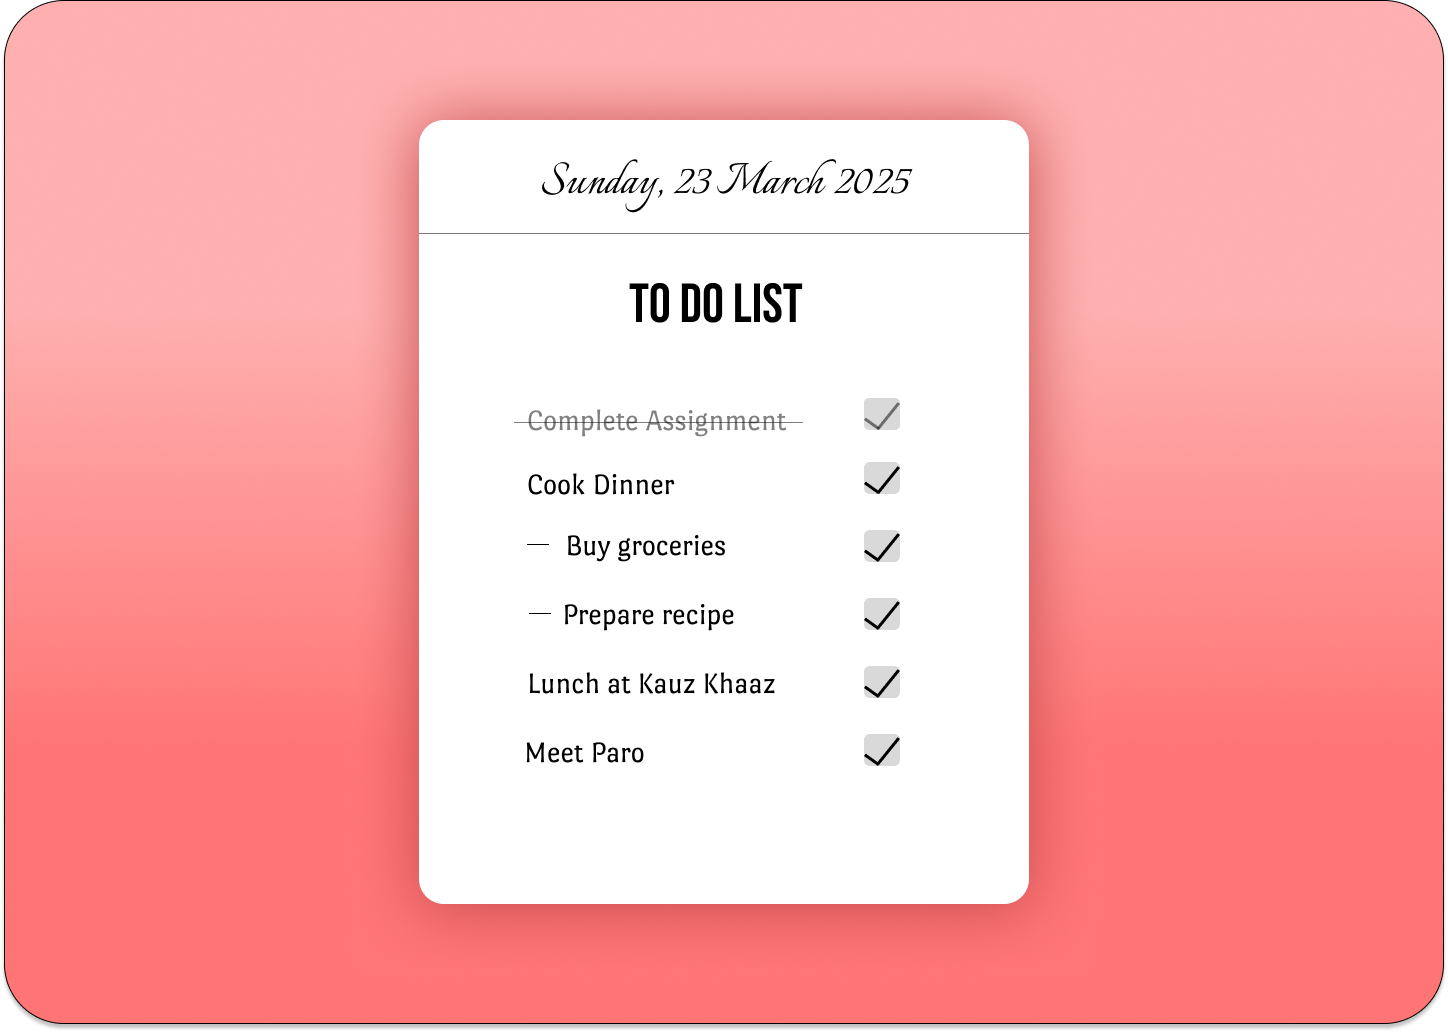 Sunday, 23 March 2025
TO DO LIST
Complete Assignment
Cook Dinner
— Buy groceries
— Prepare recipe
Lunch at Kauz Khaaz
Meet Paro